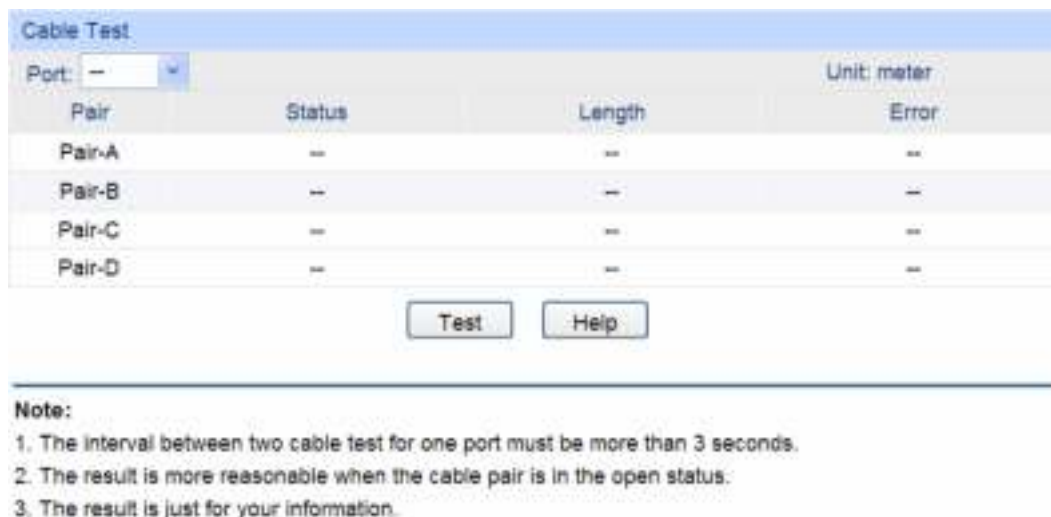 Cable Test
Port: -- Unit: meter
Pair Status Length Error
Pair-A -- -- --
Pair-B -- -- --
Pair-C -- -- --
Pair-D -- -- --
Test Help
Note:
1. The interval between two cable test for one port must be more than 3 seconds.
2. The result is more reasonable when the cable pair is in the open status.
3. The result is just for your information.